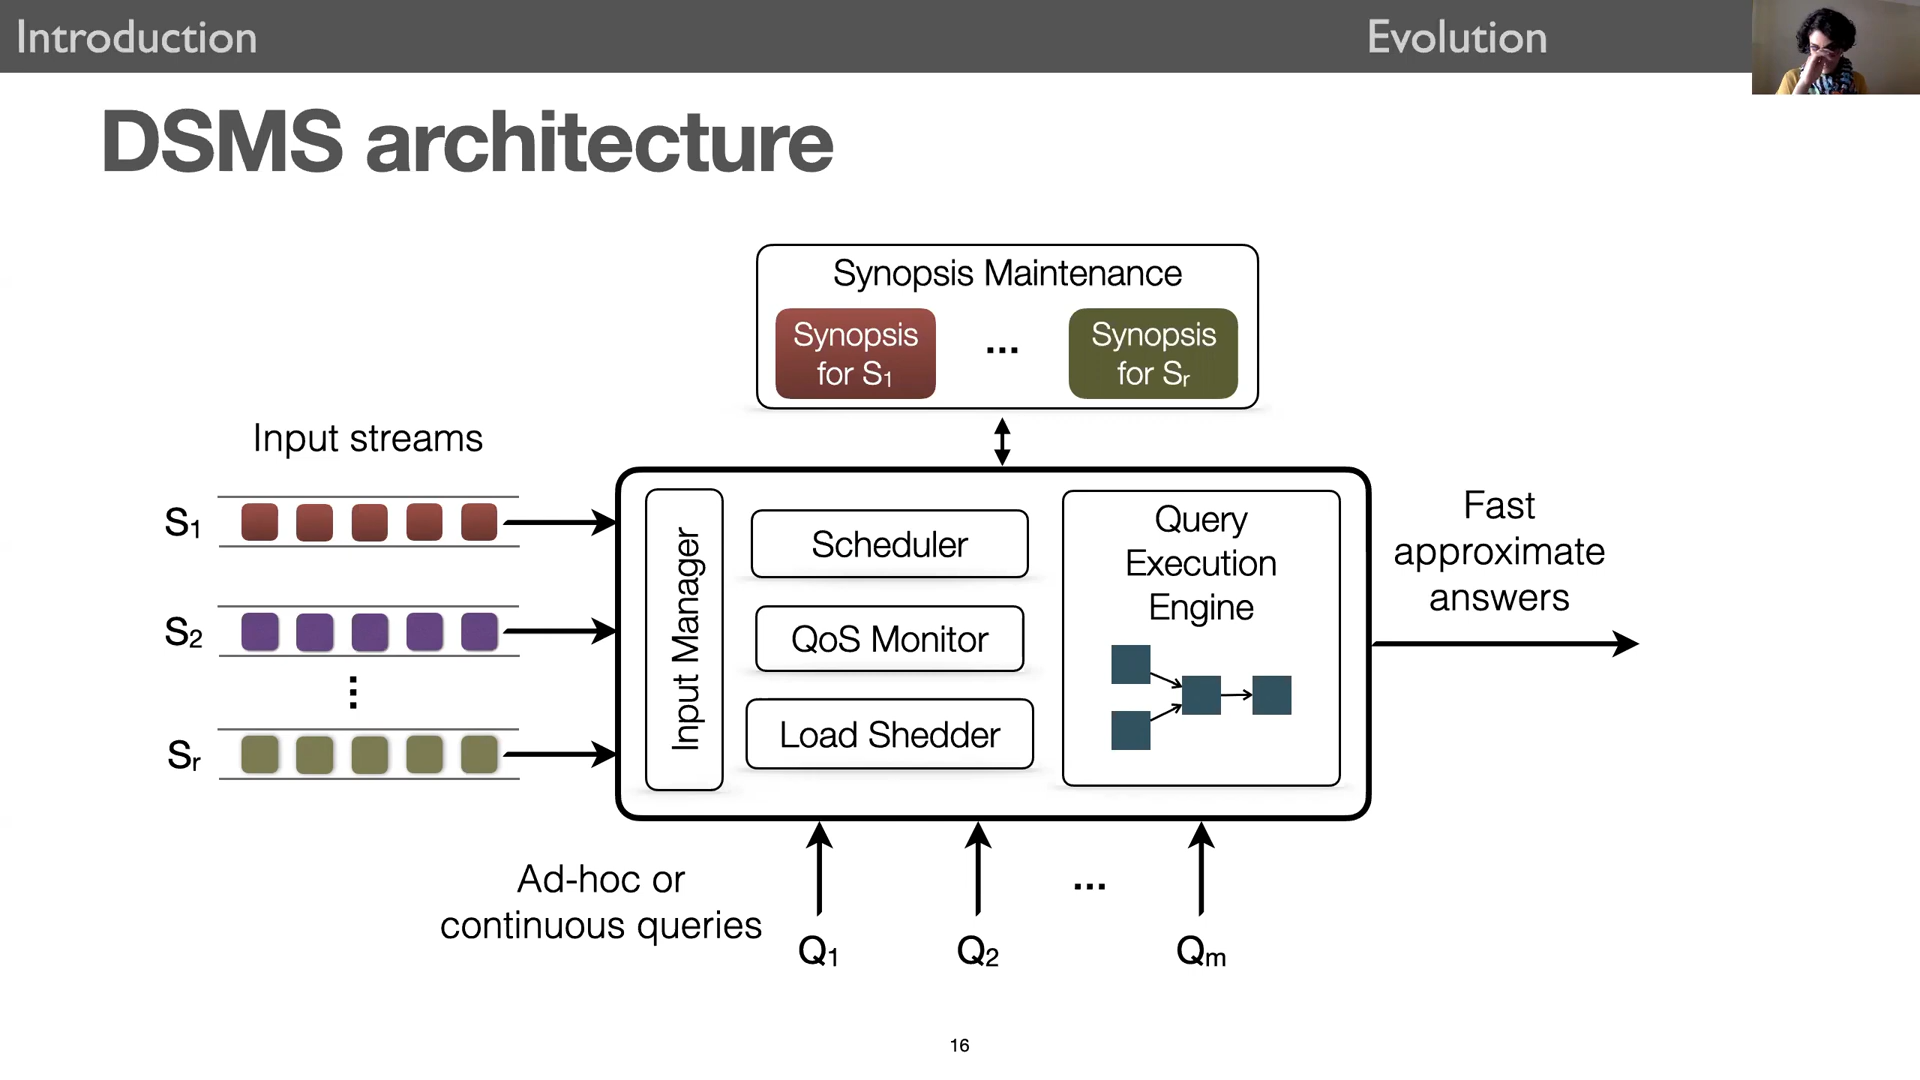 Introduction
Evolution
DSMS architecture
Synopsis Maintenance
Synopsis
for S1
...
Synopsis
for Sr
Input streams
S1
S2
⋮
Sr
Input Manager
Scheduler
QoS Monitor
Load Shedder
Query
Execution
Engine
Fast
approximate
answers
Ad-hoc or
continuous queries
Q1
Q2
...
Qm
16